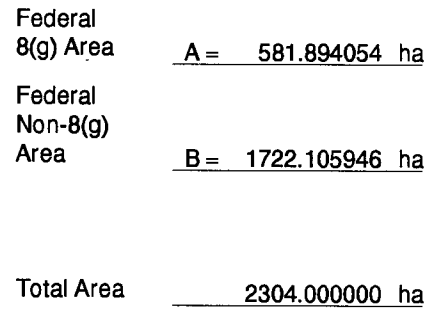 Federal
8(g) Area A = 581.894054 ha
Federal
Non-8(g)
Area B = 1722.105946 ha
Total Area 2304.000000 ha